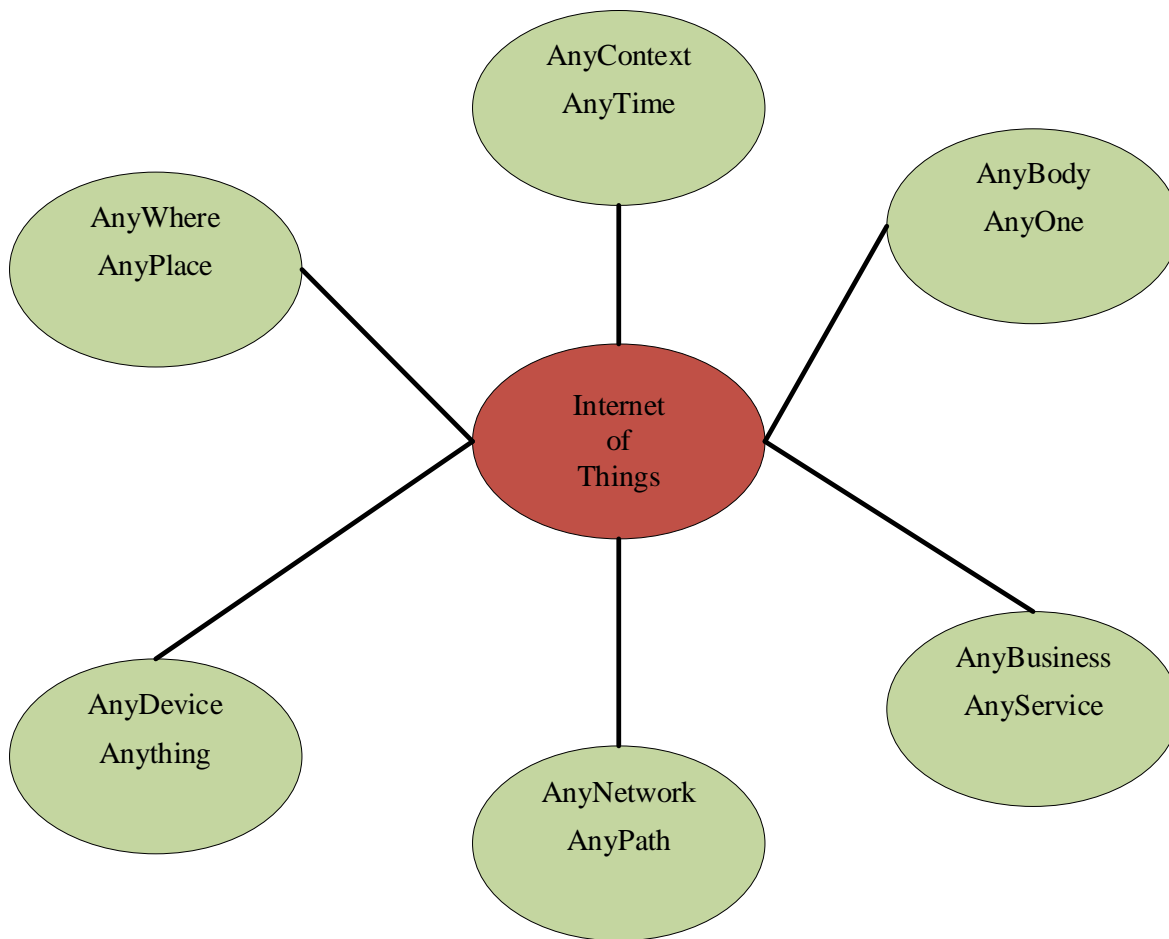 AnyContext
AnyTime
AnyBody
AnyOne
AnyWhere
AnyPlace
Internet
of
Things
AnyBusiness
AnyService
AnyDevice
Anything
AnyNetwork
AnyPath